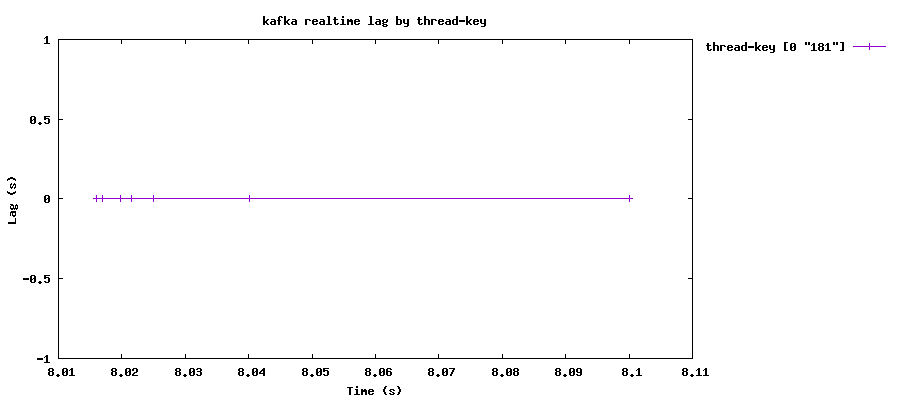 kafka realtime lag by thread-key
thread-key [0 "181"]
1
0.5
0
-0.5
-1
Lag (s)
8.01 8.02 8.03 8.04 8.05 8.06 8.07 8.08 8.09 8.1 8.11
Time (s)